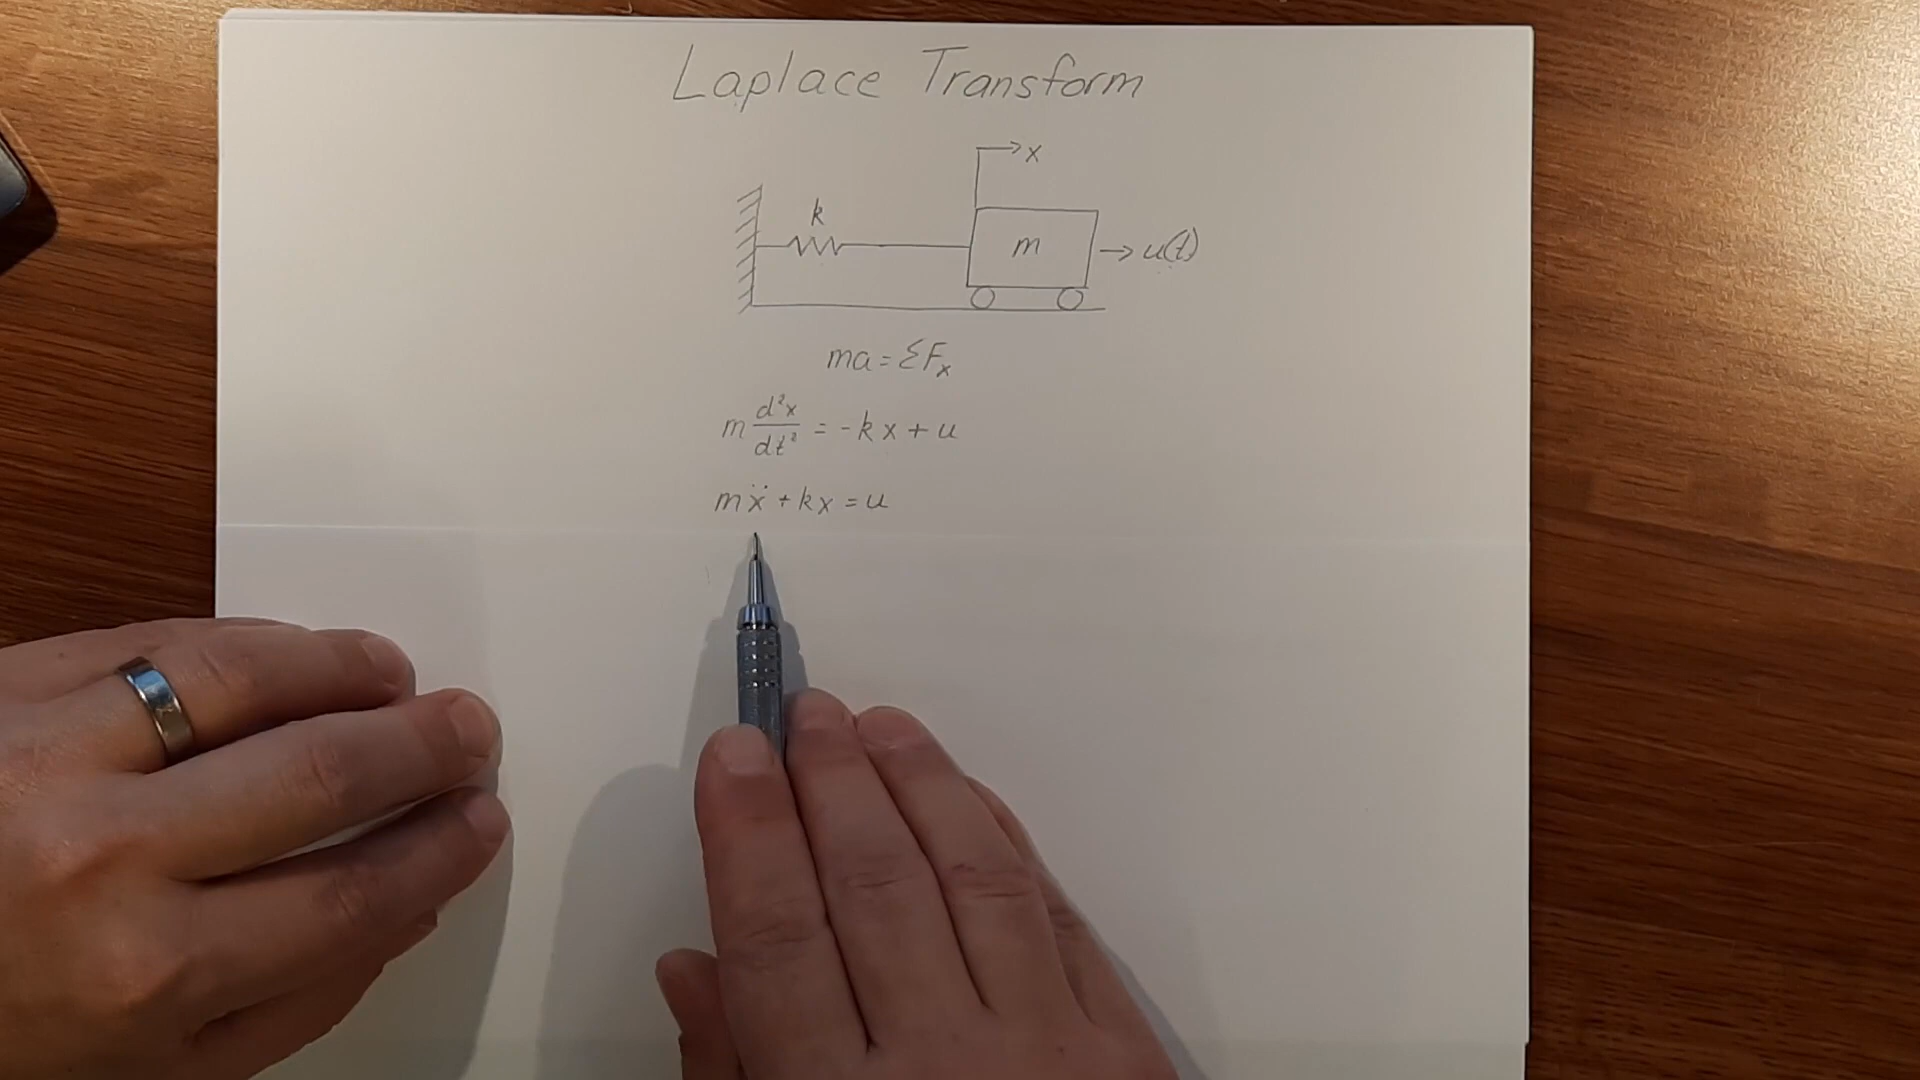 Laplace Transform
x
k
m
u(t)
ma = ΣFₓ
m d²x/dt² = -kx + u
mẍ + kx = u